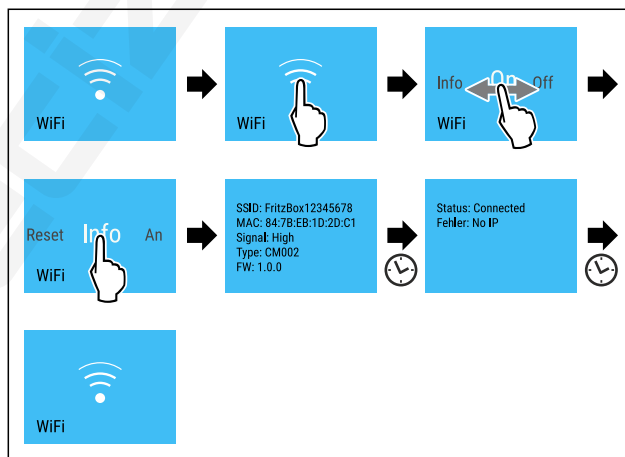 WiFi
WiFi
Info On Off
WiFi
Reset Info An
WiFi
SSID: FritzBox12345678
MAC: 84:7B:EB:1D:2D:C1
Signal: High
Type: CM002
FW: 1.0.0
Status: Connected
Fehler: No IP
WiFi